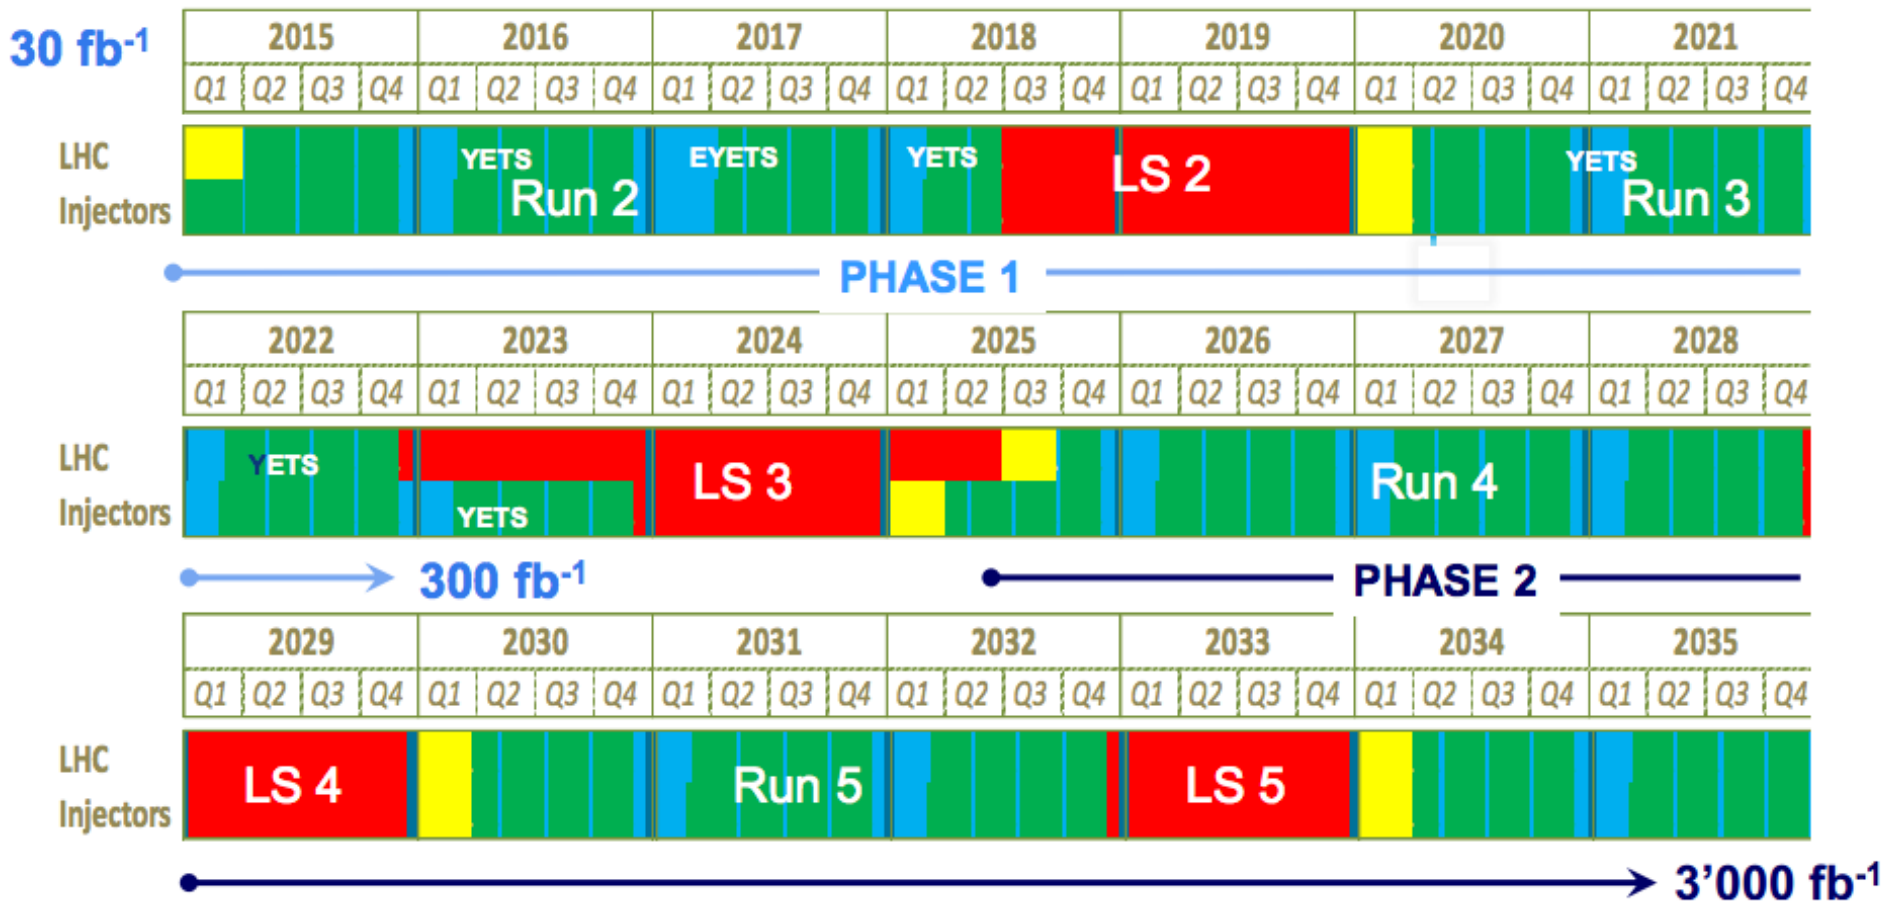 30 fb-1
2015 2016 2017 2018 2019 2020 2021
Q1 Q2 Q3 Q4 Q1 Q2 Q3 Q4 Q1 Q2 Q3 Q4 Q1 Q2 Q3 Q4 Q1 Q2 Q3 Q4 Q1 Q2 Q3 Q4 Q1 Q2 Q3 Q4
LHC YETS EYETS YETS LS 2 YETS
Injectors Run 2 Run 3
PHASE 1
2022 2023 2024 2025 2026 2027 2028
Q1 Q2 Q3 Q4 Q1 Q2 Q3 Q4 Q1 Q2 Q3 Q4 Q1 Q2 Q3 Q4 Q1 Q2 Q3 Q4 Q1 Q2 Q3 Q4 Q1 Q2 Q3 Q4
LHC YETS LS 3 Run 4
Injectors YETS
300 fb-1 PHASE 2
2029 2030 2031 2032 2033 2034 2035
Q1 Q2 Q3 Q4 Q1 Q2 Q3 Q4 Q1 Q2 Q3 Q4 Q1 Q2 Q3 Q4 Q1 Q2 Q3 Q4 Q1 Q2 Q3 Q4 Q1 Q2 Q3 Q4
LHC LS 4 Run 5 LS 5
Injectors
3’000 fb-1